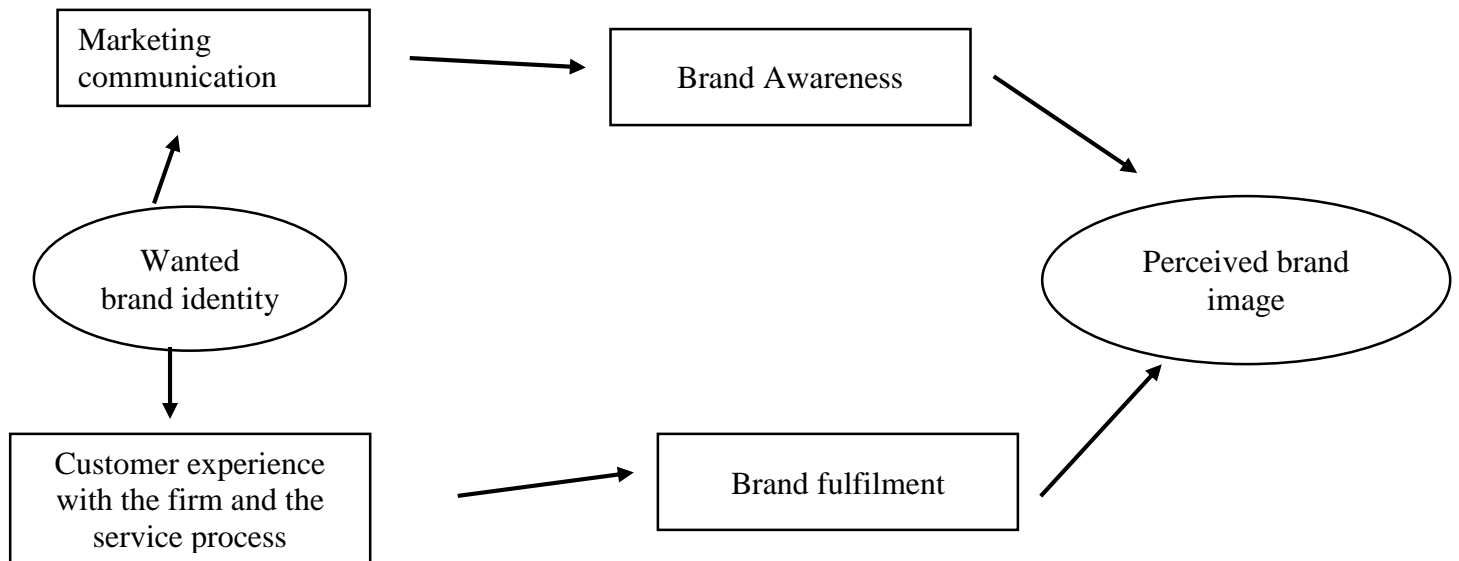 Marketing
communication
Brand Awareness
Wanted
brand identity
Perceived brand
image
Customer experience
with the firm and the
service process
Brand fulfilment